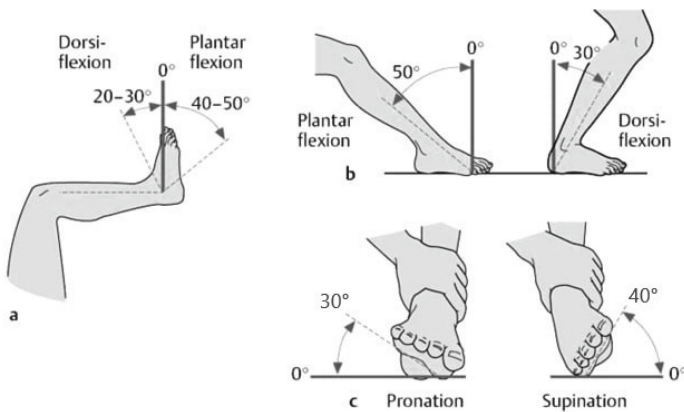 Dorsi-
flexion
Plantar
flexion
0°
20–30°
40–50°
a
0°
50°
Plantar
flexion
0°
30°
Dorsi-
flexion
b
30°
0°
40°
0°
c Pronation Supination